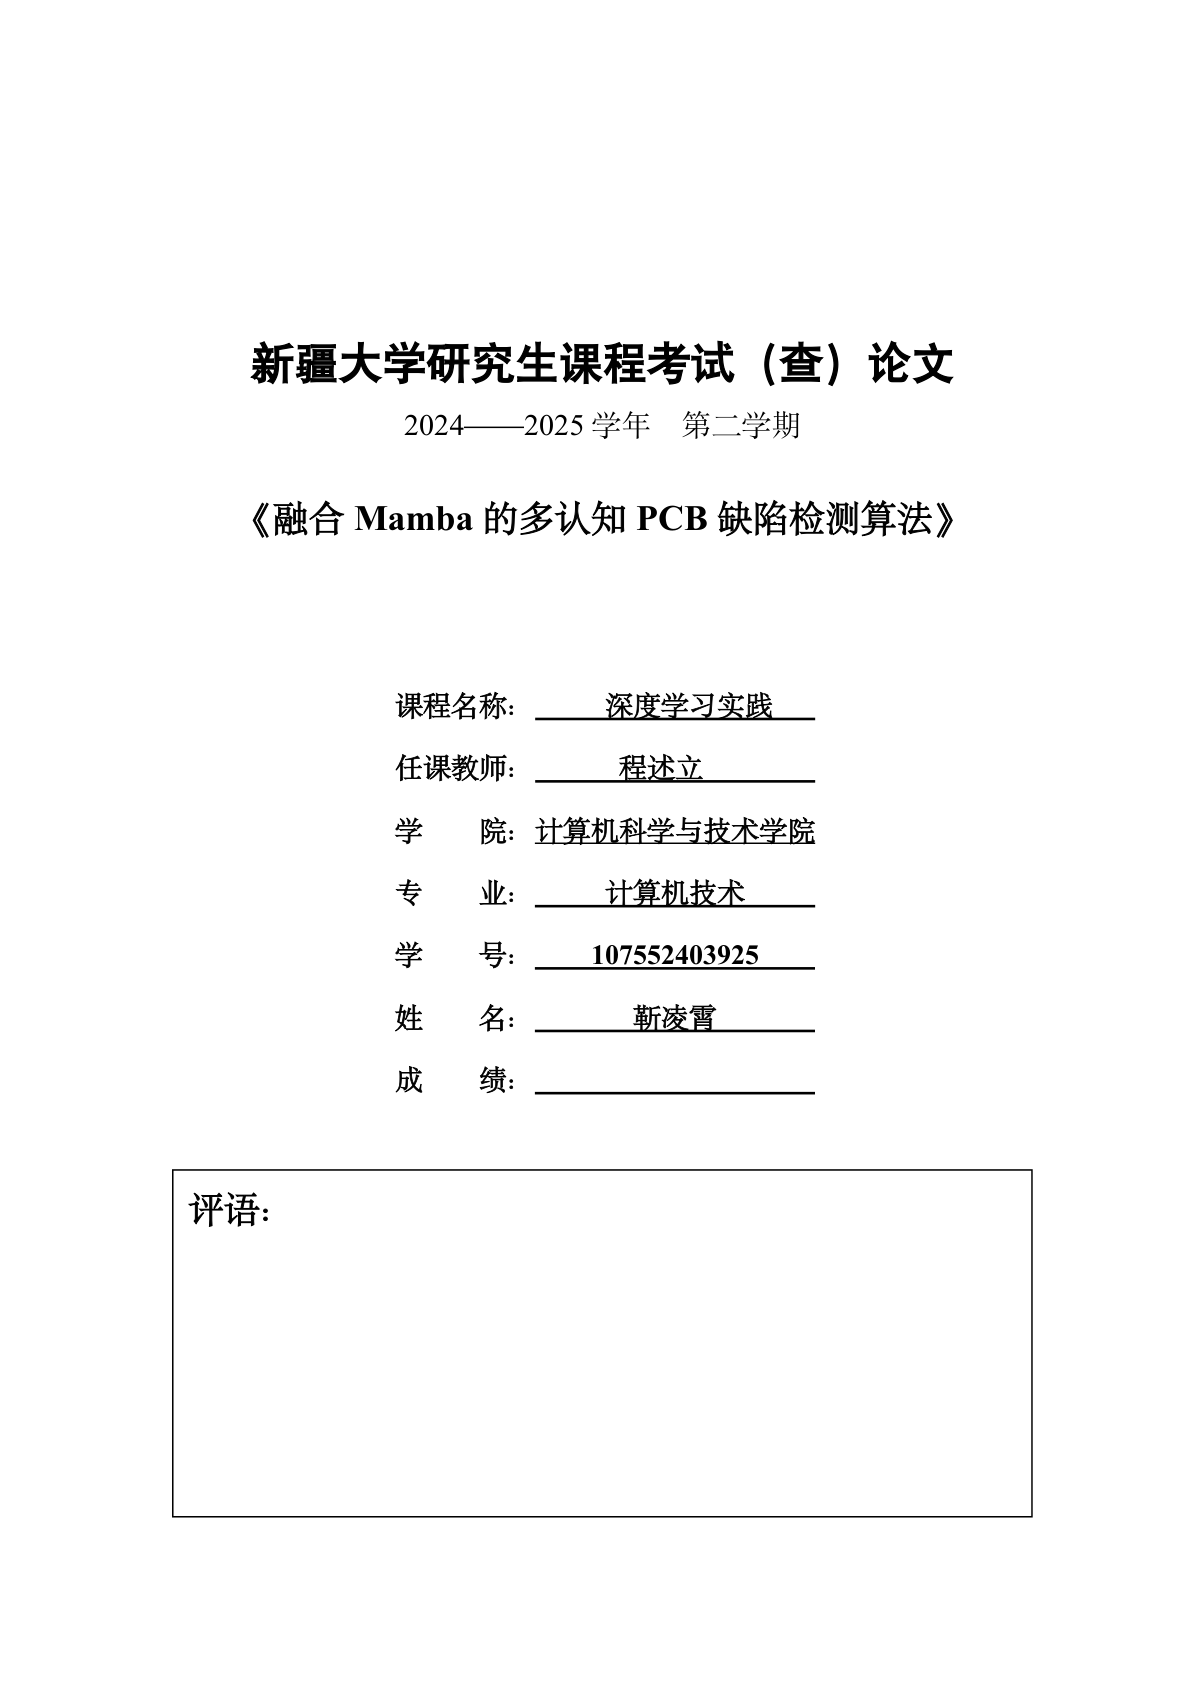 新疆大学研究生课程考试（查）论文
2024——2025 学年　第二学期
《融合 Mamba 的多认知 PCB 缺陷检测算法》
课程名称： 深度学习实践
任课教师： 程述立
学　　院： 计算机科学与技术学院
专　　业： 计算机技术
学　　号： 107552403925
姓　　名： 靳凌霄
成　　绩：
评语：